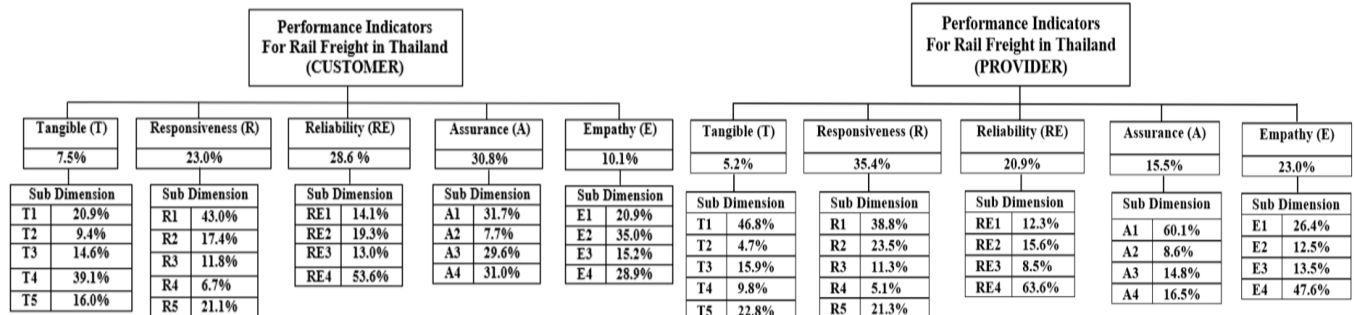 Performance Indicators
For Rail Freight in Thailand
(CUSTOMER)
Tangible (T)
7.5%
Sub Dimension
T1 20.9%
T2 9.4%
T3 14.6%
T4 39.1%
T5 16.0%
Responsiveness (R)
23.0%
Sub Dimension
R1 43.0%
R2 17.4%
R3 11.8%
R4 6.7%
R5 21.1%
Reliability (RE)
28.6 %
Sub Dimension
RE1 14.1%
RE2 19.3%
RE3 13.0%
RE4 53.6%
Assurance (A)
30.8%
Sub Dimension
A1 31.7%
A2 7.7%
A3 29.6%
A4 31.0%
Empathy (E)
10.1%
Sub Dimension
E1 20.9%
E2 35.0%
E3 15.2%
E4 28.9%
Performance Indicators
For Rail Freight in Thailand
(PROVIDER)
Tangible (T)
5.2%
Sub Dimension
T1 46.8%
T2 4.7%
T3 15.9%
T4 9.8%
T5 22.8%
Responsiveness (R)
35.4%
Sub Dimension
R1 38.8%
R2 23.5%
R3 11.3%
R4 5.1%
R5 21.3%
Reliability (RE)
20.9%
Sub Dimension
RE1 12.3%
RE2 15.6%
RE3 8.5%
RE4 63.6%
Assurance (A)
15.5%
Sub Dimension
A1 60.1%
A2 8.6%
A3 14.8%
A4 16.5%
Empathy (E)
23.0%
Sub Dimension
E1 26.4%
E2 12.5%
E3 13.5%
E4 47.6%